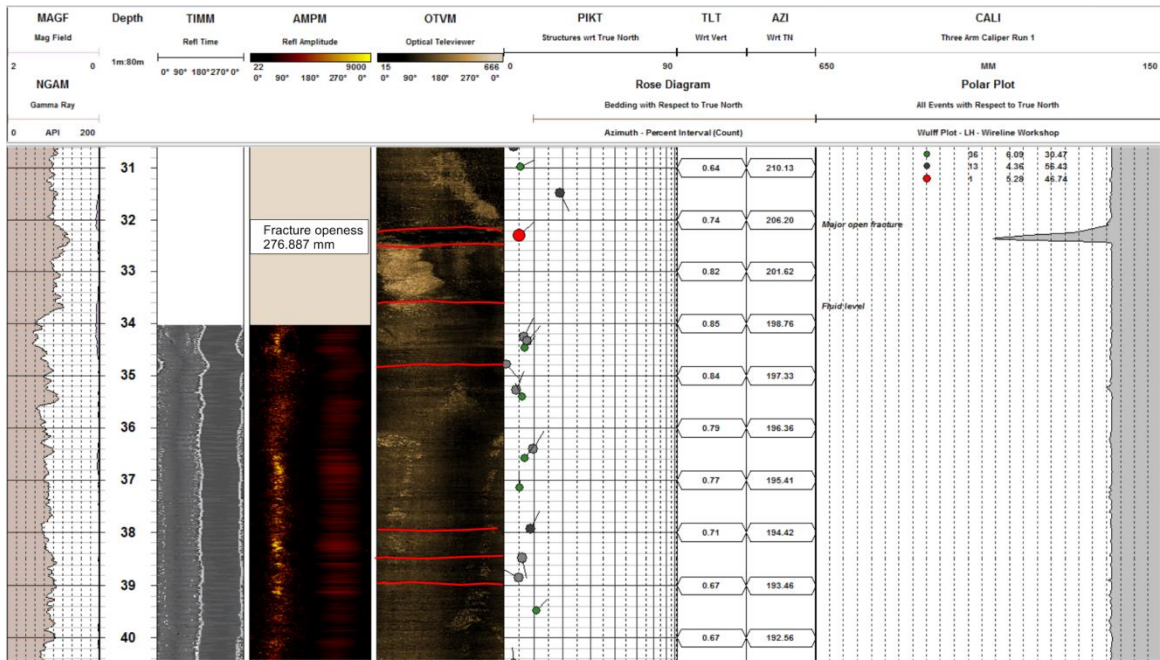 MAGF Depth TIMM AMPM OTVM PIKT TLT AZI CALI
Mag Field Refl Time Refl Amplitude Optical Televiewer Structures wrt True North Wrt Vert Wrt TN Three Arm Caliper Run 1
2 0 1m:80m 0° 90° 180° 270° 0° 22 9000 15 666 0 90 650 MM 150
0° 90° 180° 270° 0° 0° 90° 180° 270° 0°
NGAM Rose Diagram Polar Plot
Gamma Ray Bedding with Respect to True North All Events with Respect to True North
0 API 200 Azimuth - Percent Interval (Count) Wulff Plot - LH - Wireline Workshop
36 6.09 30.47
31 0.64 210.13
13 4.36 56.43
1 5.28 46.74
32 0.74 206.20
Major open fracture
Fracture openess
276.887 mm
33 0.82 201.62
Fluid level
34 0.85 198.76
35 0.84 197.33
36 0.79 196.36
37 0.77 195.41
38 0.71 194.42
39 0.67 193.46
40 0.67 192.56